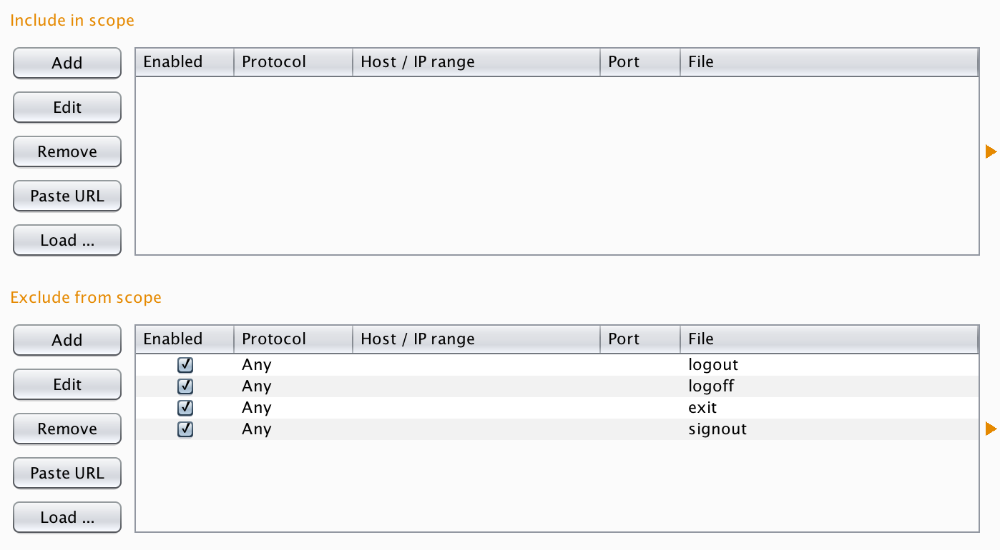 Include in scope
Add
Enabled Protocol Host / IP range Port File
Edit
Remove
Paste URL
Load ...
Exclude from scope
Add
Enabled Protocol Host / IP range Port File
Any logout
Edit
Any logoff
Any exit
Remove
Any signout
Paste URL
Load ...